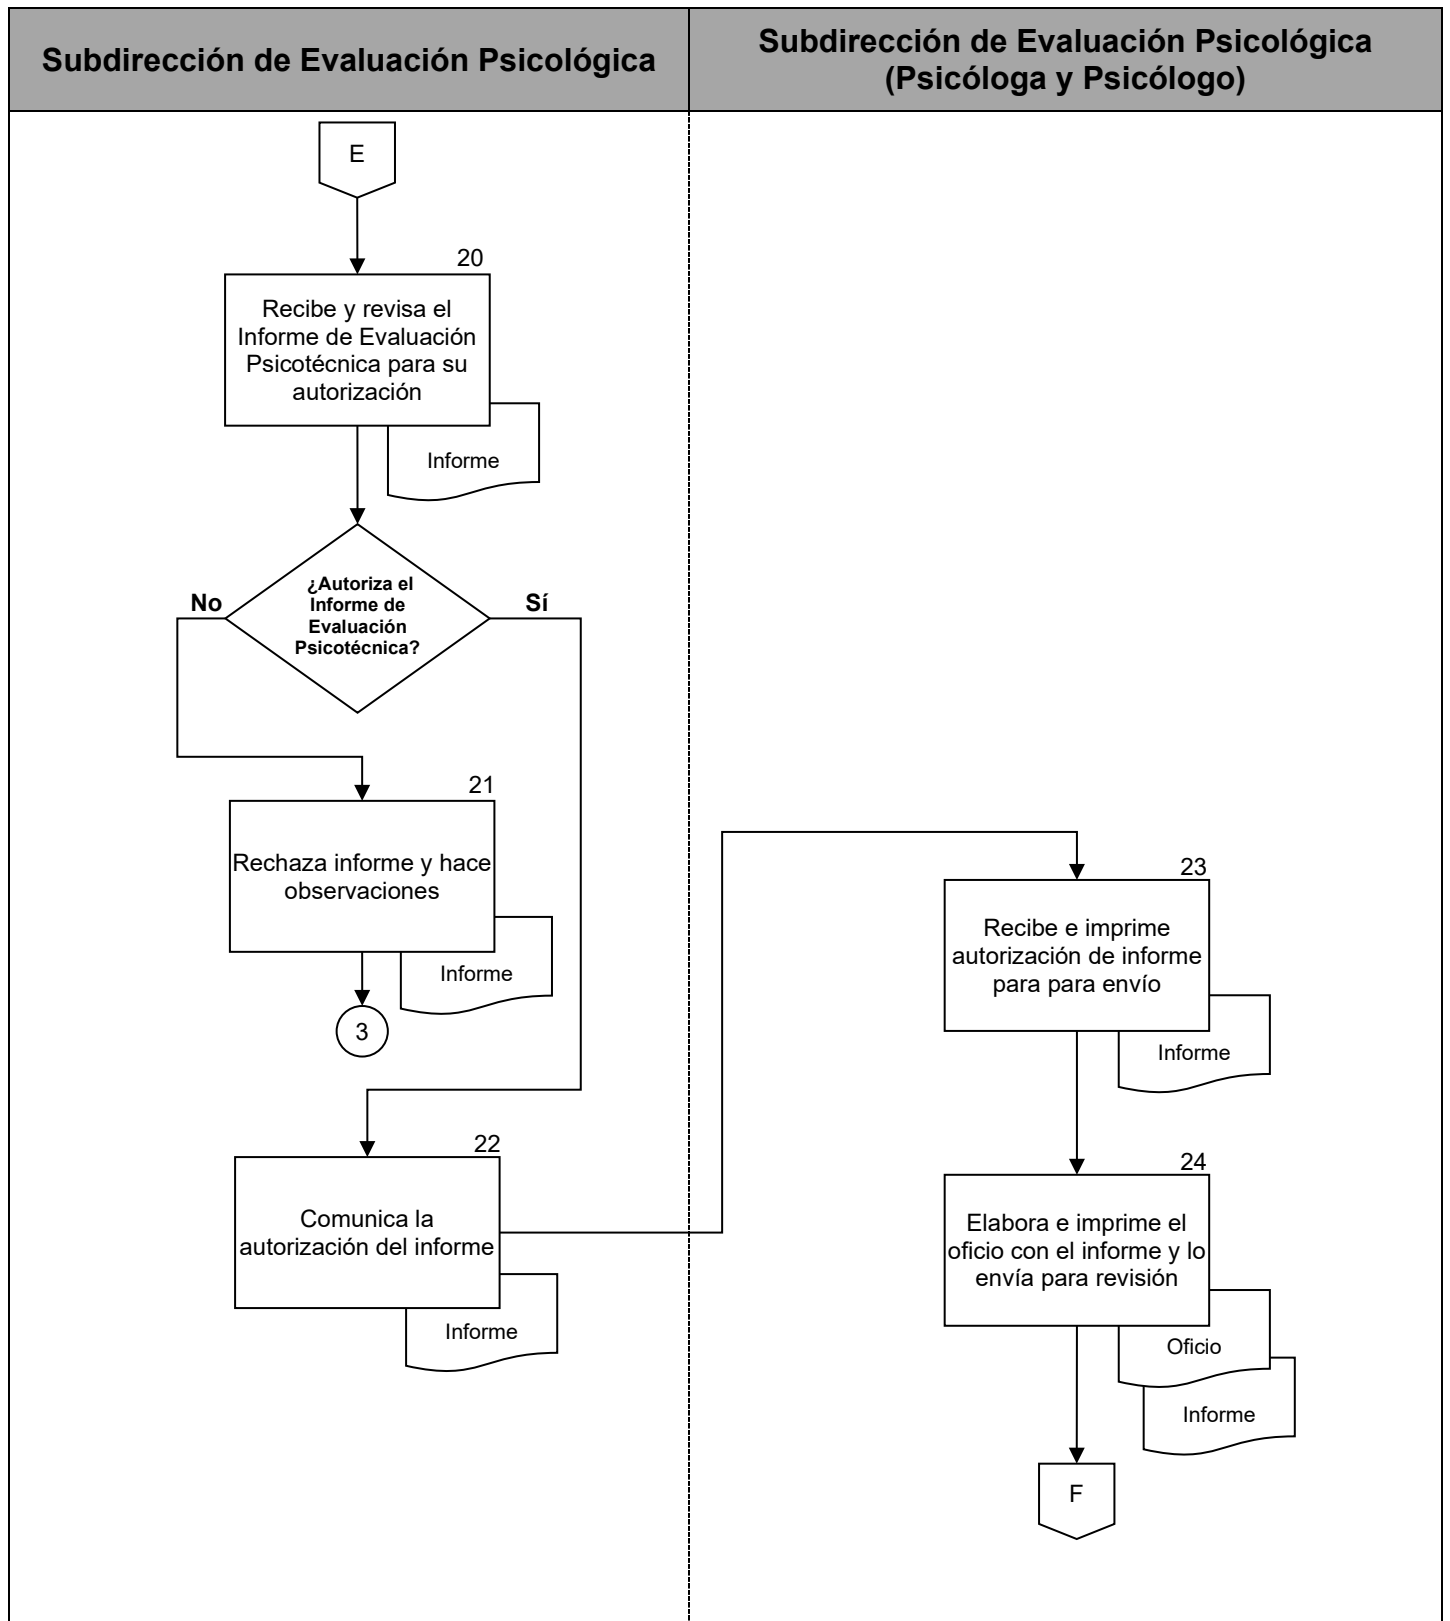 Subdirección de Evaluación Psicológica
Subdirección de Evaluación Psicológica
(Psicóloga y Psicólogo)
E
20
Recibe y revisa el
Informe de Evaluación
Psicotécnica para su
autorización
Informe
¿Autoriza el
Informe de
Evaluación
Psicotécnica?
No
Sí
21
Rechaza informe y hace
observaciones
Informe
3
22
Comunica la
autorización del informe
Informe
23
Recibe e imprime
autorización de informe
para para envío
Informe
24
Elabora e imprime el
oficio con el informe y lo
envía para revisión
Oficio
Informe
F